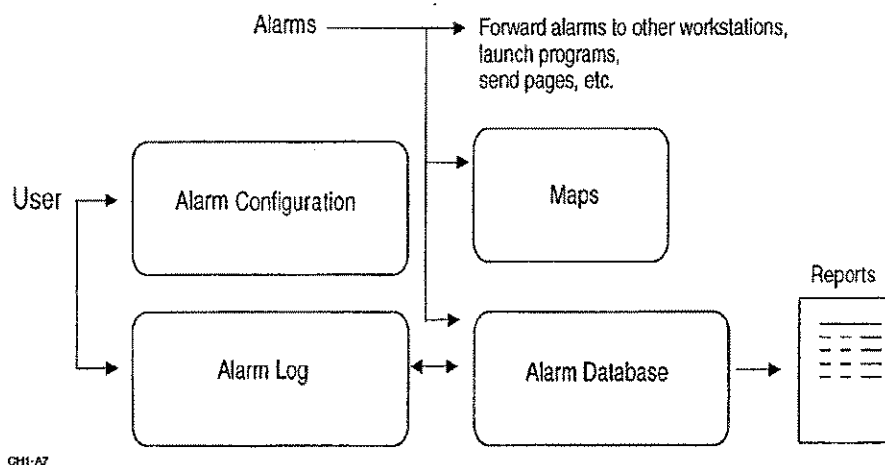 Alarms
Forward alarms to other workstations,
launch programs,
send pages, etc.
User
Alarm Configuration
Maps
Reports
Alarm Log
Alarm Database
CH1-A7